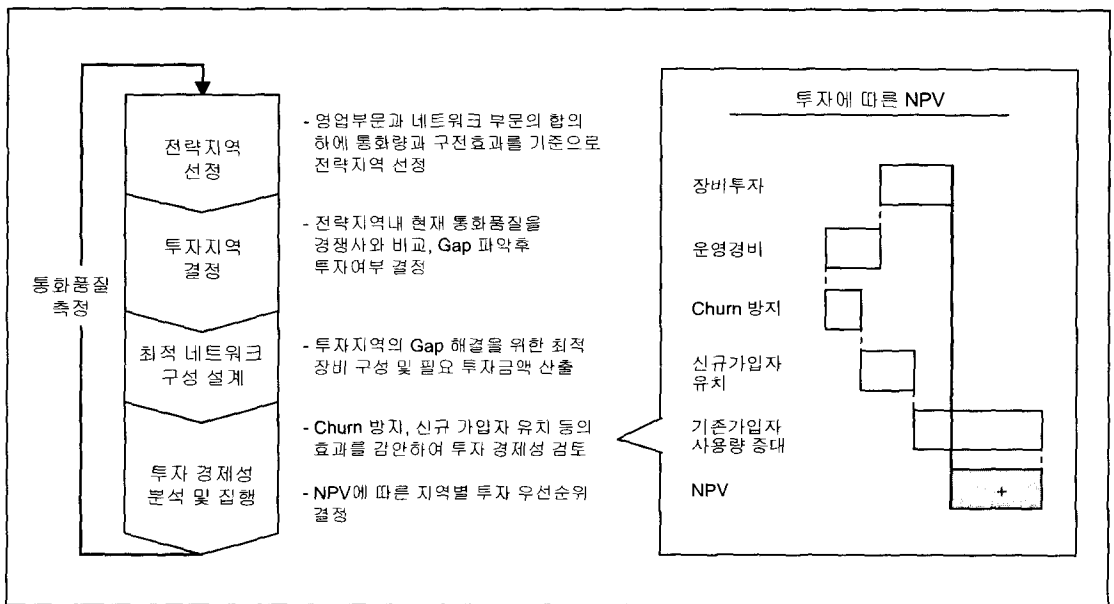 통화품질
측정
전략지역
선정
- 영업부문과 네트워크 부문의 합의
하에 통화량과 구전효과를 기준으로
전략지역 선정
투자지역
결정
- 전략지역내 현재 통화품질을
경쟁사와 비교, Gap 파악후
투자여부 결정
최적 네트워크
구성 설계
- 투자지역의 Gap 해결을 위한 최적
장비 구성 및 필요 투자금액 산출
투자 경제성
분석 및 집행
- Churn 방지, 신규 가입자 유치 등의
효과를 감안하여 투자 경제성 검토
- NPV에 따른 지역별 투자 우선순위
결정
투자에 따른 NPV
장비투자
운영경비
Churn 방지
신규가입자
유치
기존가입자
사용량 증대
NPV
+